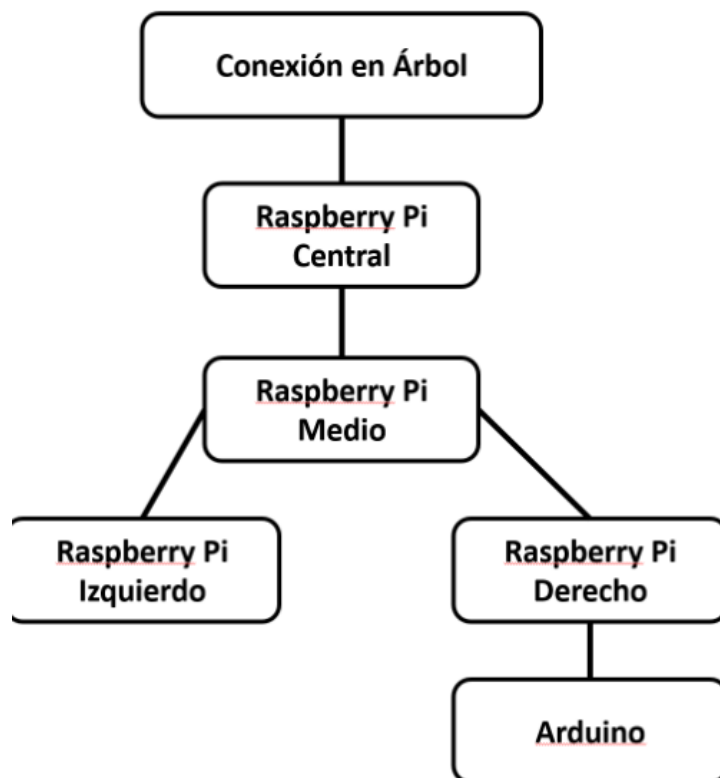 Conexión en Árbol
Raspberry Pi
Central
Raspberry Pi
Medio
Raspberry Pi
Izquierdo
Raspberry Pi
Derecho
Arduino